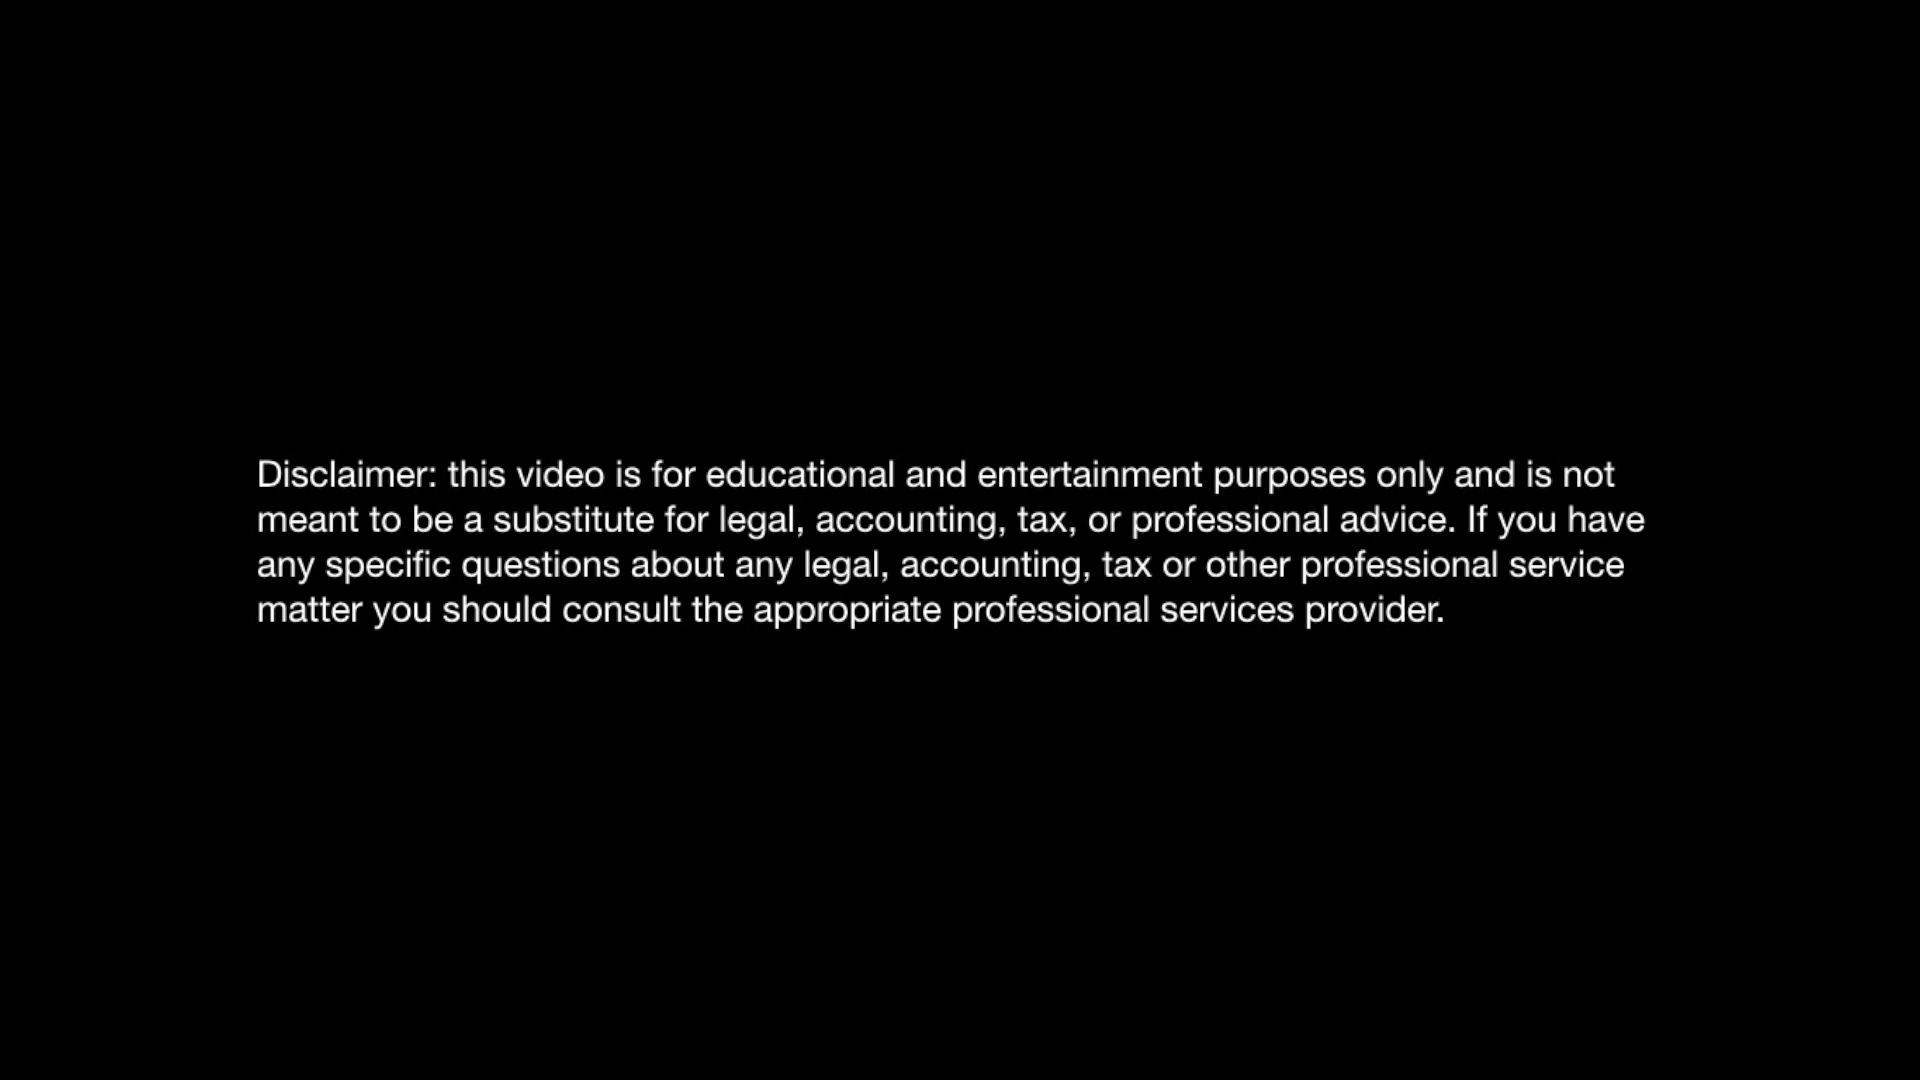 Disclaimer: this video is for educational and entertainment purposes only and is not
meant to be a substitute for legal, accounting, tax, or professional advice. If you have
any specific questions about any legal, accounting, tax or other professional service
matter you should consult the appropriate professional services provider.